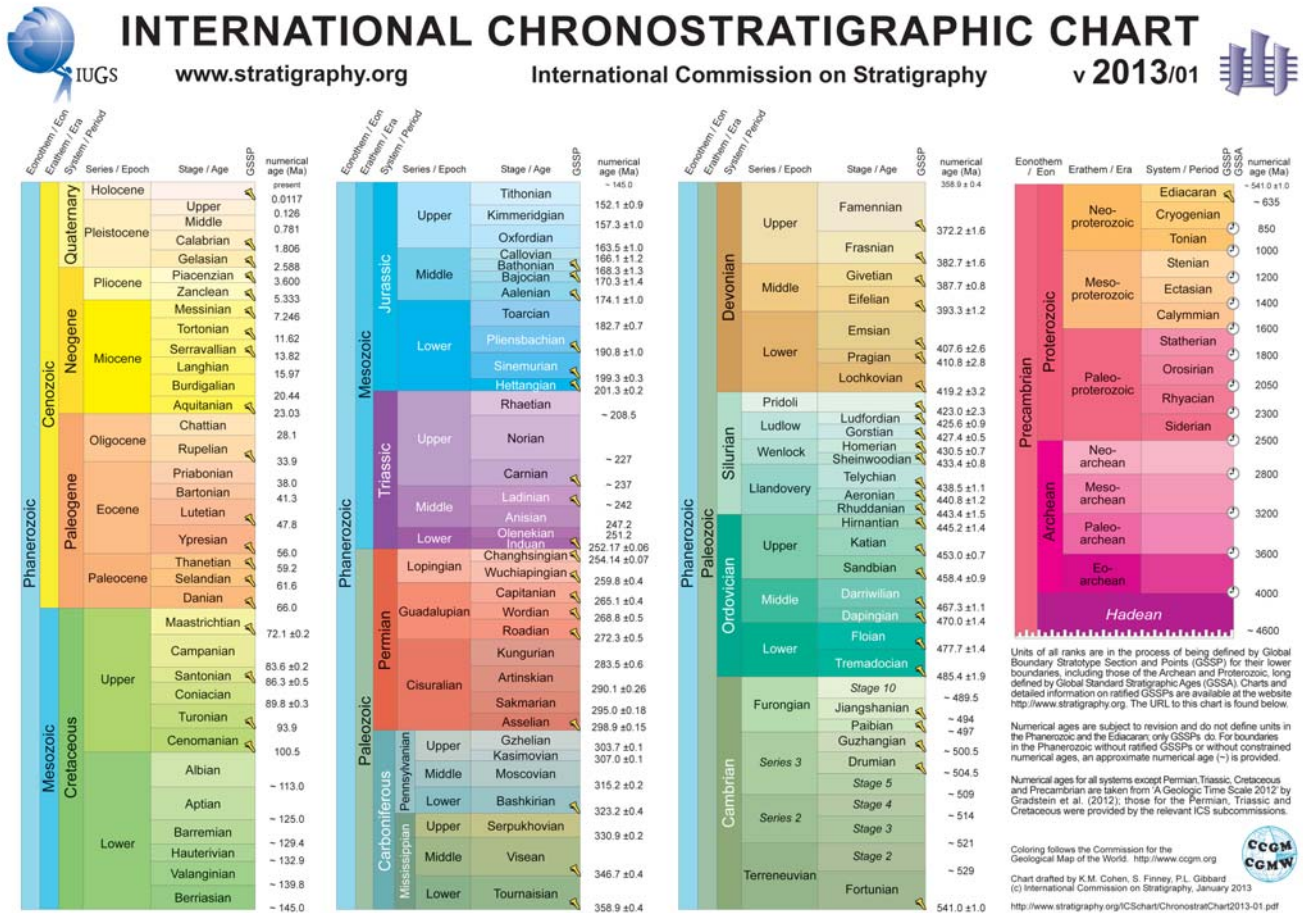 INTERNATIONAL CHRONOSTRATIGRAPHIC CHART
IUGS
www.stratigraphy.org
International Commission on Stratigraphy
v 2013/01
Eonothem / Eon
Erathem / Era
System / Period
Series / Epoch
Stage / Age
GSSP
numerical age (Ma)
Phanerozoic
Cenozoic
Mesozoic
Quaternary
Neogene
Paleogene
Cretaceous
Holocene
Pleistocene
Pliocene
Miocene
Oligocene
Eocene
Paleocene
Upper
Lower
present
0.0117
Upper
0.126
Middle
0.781
Calabrian
1.806
Gelasian
2.588
Piacenzian
3.600
Zanclean
5.333
Messinian
7.246
Tortonian
11.62
Serravallian
13.82
Langhian
15.97
Burdigalian
20.44
Aquitanian
23.03
Chattian
28.1
Rupelian
33.9
Priabonian
38.0
Bartonian
41.3
Lutetian
47.8
Ypresian
56.0
Thanetian
59.2
Selandian
61.6
Danian
66.0
Maastrichtian
72.1 ±0.2
Campanian
83.6 ±0.2
Santonian
86.3 ±0.5
Coniacian
89.8 ±0.3
Turonian
93.9
Cenomanian
100.5
Albian
~ 113.0
Aptian
~ 125.0
Barremian
~ 129.4
Hauterivian
~ 132.9
Valanginian
~ 139.8
Berriasian
~ 145.0
Eonothem / Eon
Erathem / Era
System / Period
Series / Epoch
Stage / Age
GSSP
numerical age (Ma)
Phanerozoic
Mesozoic
Paleozoic
Jurassic
Triassic
Permian
Carboniferous
Pennsylvanian
Mississippian
Upper
Middle
Lower
Upper
Middle
Lower
Lopingian
Guadalupian
Cisuralian
Upper
Middle
Lower
Upper
Middle
Lower
~ 145.0
Tithonian
152.1 ±0.9
Kimmeridgian
157.3 ±1.0
Oxfordian
163.5 ±1.0
Callovian
166.1 ±1.2
Bathonian
168.3 ±1.3
Bajocian
170.3 ±1.4
Aalenian
174.1 ±1.0
Toarcian
182.7 ±0.7
Pliensbachian
190.8 ±1.0
Sinemurian
199.3 ±0.3
Hettangian
201.3 ±0.2
Rhaetian
~ 208.5
Norian
~ 227
Carnian
~ 237
Ladinian
~ 242
Anisian
247.2
Olenekian
251.2
Induan
252.17 ±0.06
Changhsingian
254.14 ±0.07
Wuchiapingian
259.8 ±0.4
Capitanian
265.1 ±0.4
Wordian
268.8 ±0.5
Roadian
272.3 ±0.5
Kungurian
283.5 ±0.6
Artinskian
290.1 ±0.26
Sakmarian
295.0 ±0.18
Asselian
298.9 ±0.15
Gzhelian
303.7 ±0.1
Kasimovian
307.0 ±0.1
Moscovian
315.2 ±0.2
Bashkirian
323.2 ±0.4
Serpukhovian
330.9 ±0.2
Visean
346.7 ±0.4
Tournaisian
358.9 ±0.4
Eonothem / Eon
Erathem / Era
System / Period
Series / Epoch
Stage / Age
GSSP
numerical age (Ma)
Phanerozoic
Paleozoic
Devonian
Silurian
Ordovician
Cambrian
Upper
Middle
Lower
Pridoli
Ludlow
Wenlock
Llandovery
Upper
Middle
Lower
Furongian
Series 3
Series 2
Terreneuvian
358.9 ± 0.4
Famennian
372.2 ±1.6
Frasnian
382.7 ±1.6
Givetian
387.7 ±0.8
Eifelian
393.3 ±1.2
Emsian
407.6 ±2.6
Pragian
410.8 ±2.8
Lochkovian
419.2 ±3.2
423.0 ±2.3
Ludfordian
425.6 ±0.9
Gorstian
427.4 ±0.5
Homerian
430.5 ±0.7
Sheinwoodian
433.4 ±0.8
Telychian
438.5 ±1.1
Aeronian
440.8 ±1.2
Rhuddanian
443.4 ±1.5
Hirnantian
445.2 ±1.4
Katian
453.0 ±0.7
Sandbian
458.4 ±0.9
Darriwilian
467.3 ±1.1
Dapingian
470.0 ±1.4
Floian
477.7 ±1.4
Tremadocian
485.4 ±1.9
Stage 10
~ 489.5
Jiangshanian
~ 494
Paibian
~ 497
Guzhangian
~ 500.5
Drumian
~ 504.5
Stage 5
~ 509
Stage 4
~ 514
Stage 3
~ 521
Stage 2
~ 529
Fortunian
541.0 ±1.0
Eonothem / Eon
Erathem / Era
System / Period
GSSP
GSSA
numerical age (Ma)
Precambrian
Proterozoic
Archean
Neo-
proterozoic
Meso-
proterozoic
Paleo-
proterozoic
Neo-
archean
Meso-
archean
Paleo-
archean
Eo-
archean
Hadean
~ 541.0 ±1.0
Ediacaran
~ 635
Cryogenian
850
Tonian
1000
Stenian
1200
Ectasian
1400
Calymmian
1600
Statherian
1800
Orosirian
2050
Rhyacian
2300
Siderian
2500
2800
3200
3600
4000
~ 4600
Units of all ranks are in the process of being defined by Global
Boundary Stratotype Section and Points (GSSP) for their lower
boundaries, including those of the Archean and Proterozoic, long
defined by Global Standard Stratigraphic Ages (GSSA). Charts and
detailed information on ratified GSSPs are available at the website
http://www.stratigraphy.org. The URL to this chart is found below.
Numerical ages are subject to revision and do not define units in
the Phanerozoic and the Ediacaran; only GSSPs do. For boundaries
in the Phanerozoic without ratified GSSPs or without constrained
numerical ages, an approximate numerical age (~) is provided.
Numerical ages for all systems except Permian,Triassic, Cretaceous
and Precambrian are taken from 'A Geologic Time Scale 2012' by
Gradstein et al. (2012); those for the Permian, Triassic and
Cretaceous were provided by the relevant ICS subcommissions.
Coloring follows the Commission for the
Geological Map of the World. http://www.ccgm.org
CCGM
CGMW
Chart drafted by K.M. Cohen, S. Finney, P.L. Gibbard
(c) International Commission on Stratigraphy, January 2013
http://www.stratigraphy.org/ICSchart/ChronostratChart2013-01.pdf